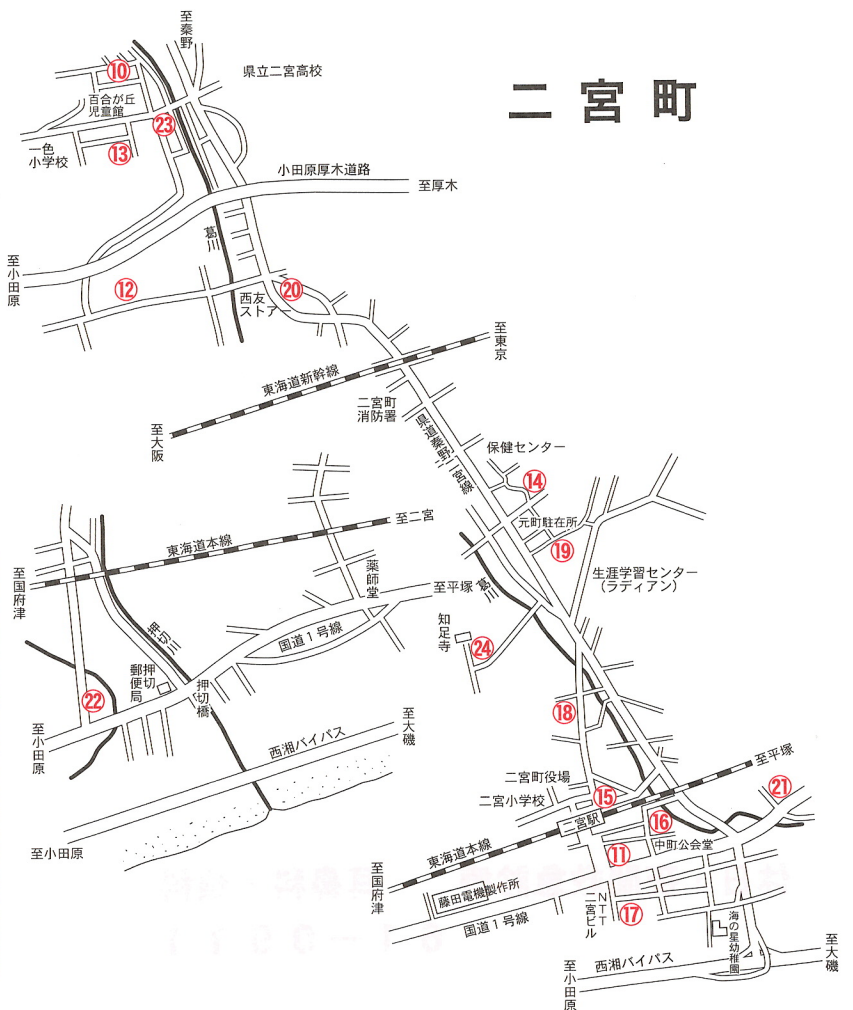 二宮町
至秦野
県立二宮高校
⑩
百合が丘
児童館
㉓
⑬
一色
小学校
小田原厚木道路
至厚木
葛川
至小田原
⑫
西友
ストアー
⑳
至東京
東海道新幹線
至大阪
二宮町
消防署
県道秦野二宮線
保健センター
⑭
元町駐在所
⑲
生涯学習センター
(ラディアン)
葛川
知足寺
㉔
⑱
至二宮
東海道本線
至国府津
薬師堂
至平塚
国道1号線
押切川
押切
郵便局
㉒
押切橋
至小田原
西湘バイパス
至大磯
至小田原
二宮町役場
二宮小学校
⑮
二宮駅
至平塚
㉑
⑯
中町公会堂
⑪
東海道本線
至国府津
藤田電機製作所
国道1号線
NTT
二宮ビル
⑰
海の星幼稚園
西湘バイパス
至大磯
至小田原